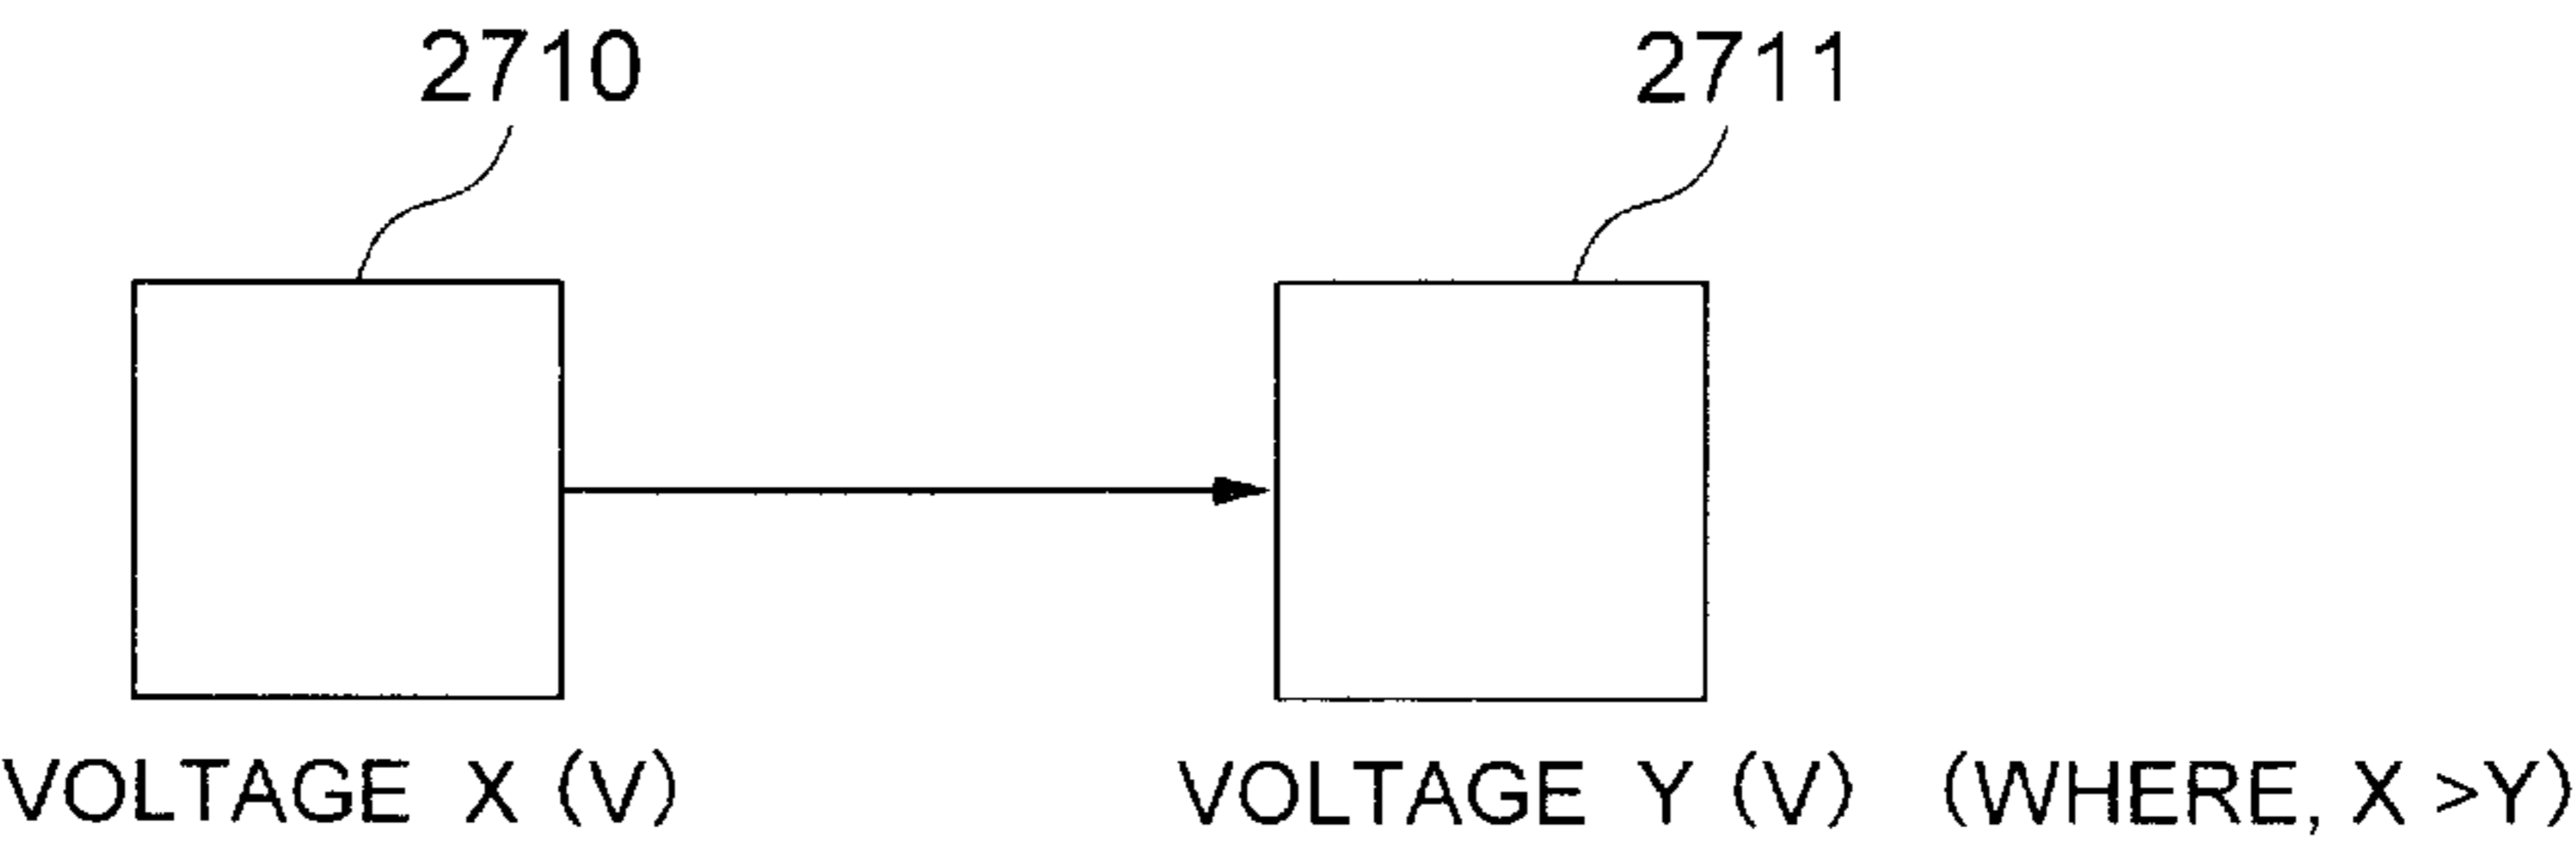 2710 2711
VOLTAGE X (V) VOLTAGE Y (V) (WHERE, X >Y)